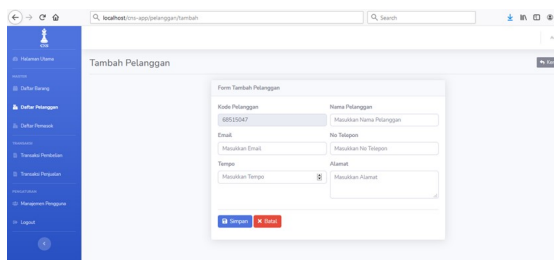 localhost/cms-app/pelanggan/tambah
Search
Halaman Utama
Daftar Barang
Daftar Pelanggan
Daftar Pemasok
Transaksi Pembelian
Transaksi Penjualan
Manajemen Pengguna
Logout
Tambah Pelanggan
Form Tambah Pelanggan
Kode Pelanggan Nama Pelanggan
68515047 Masukkan Nama Pelanggan
Email No Telepon
Masukkan Email Masukkan No Telepon
Tempo Alamat
Masukkan Tempo Masukkan Alamat
Simpan Batal